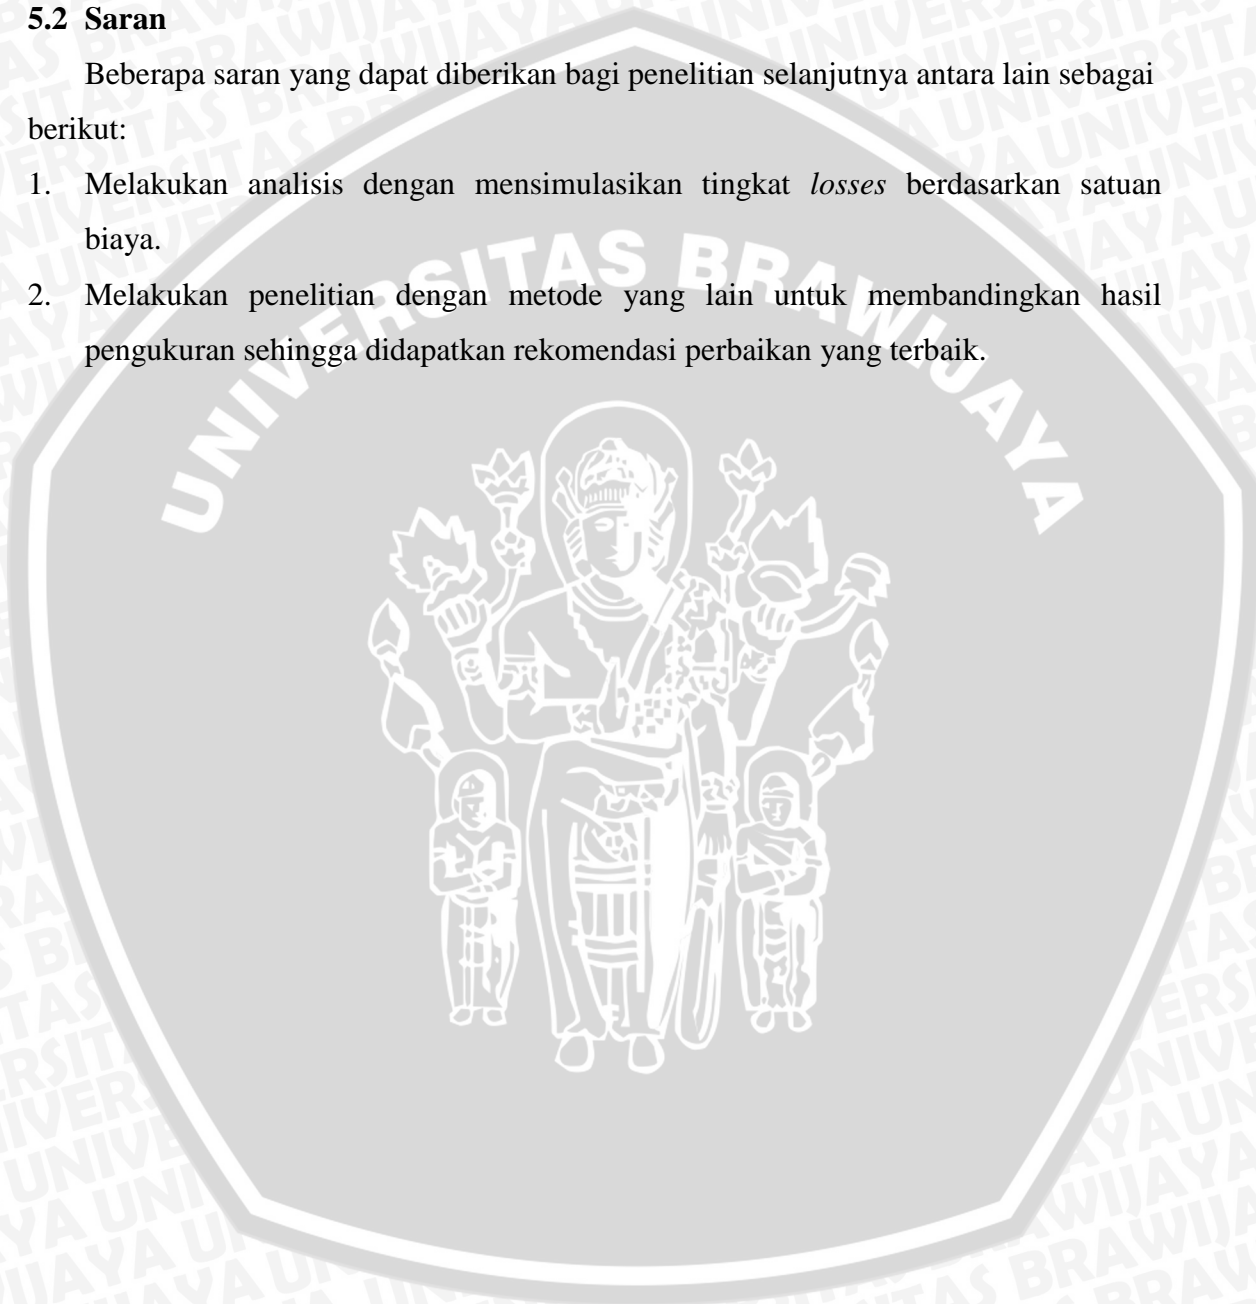 5.2 Saran
Beberapa saran yang dapat diberikan bagi penelitian selanjutnya antara lain sebagai
berikut:
1. Melakukan analisis dengan mensimulasikan tingkat losses berdasarkan satuan
biaya.
2. Melakukan penelitian dengan metode yang lain untuk membandingkan hasil
pengukuran sehingga didapatkan rekomendasi perbaikan yang terbaik.
UNIVERSITAS BRAWIJAYA